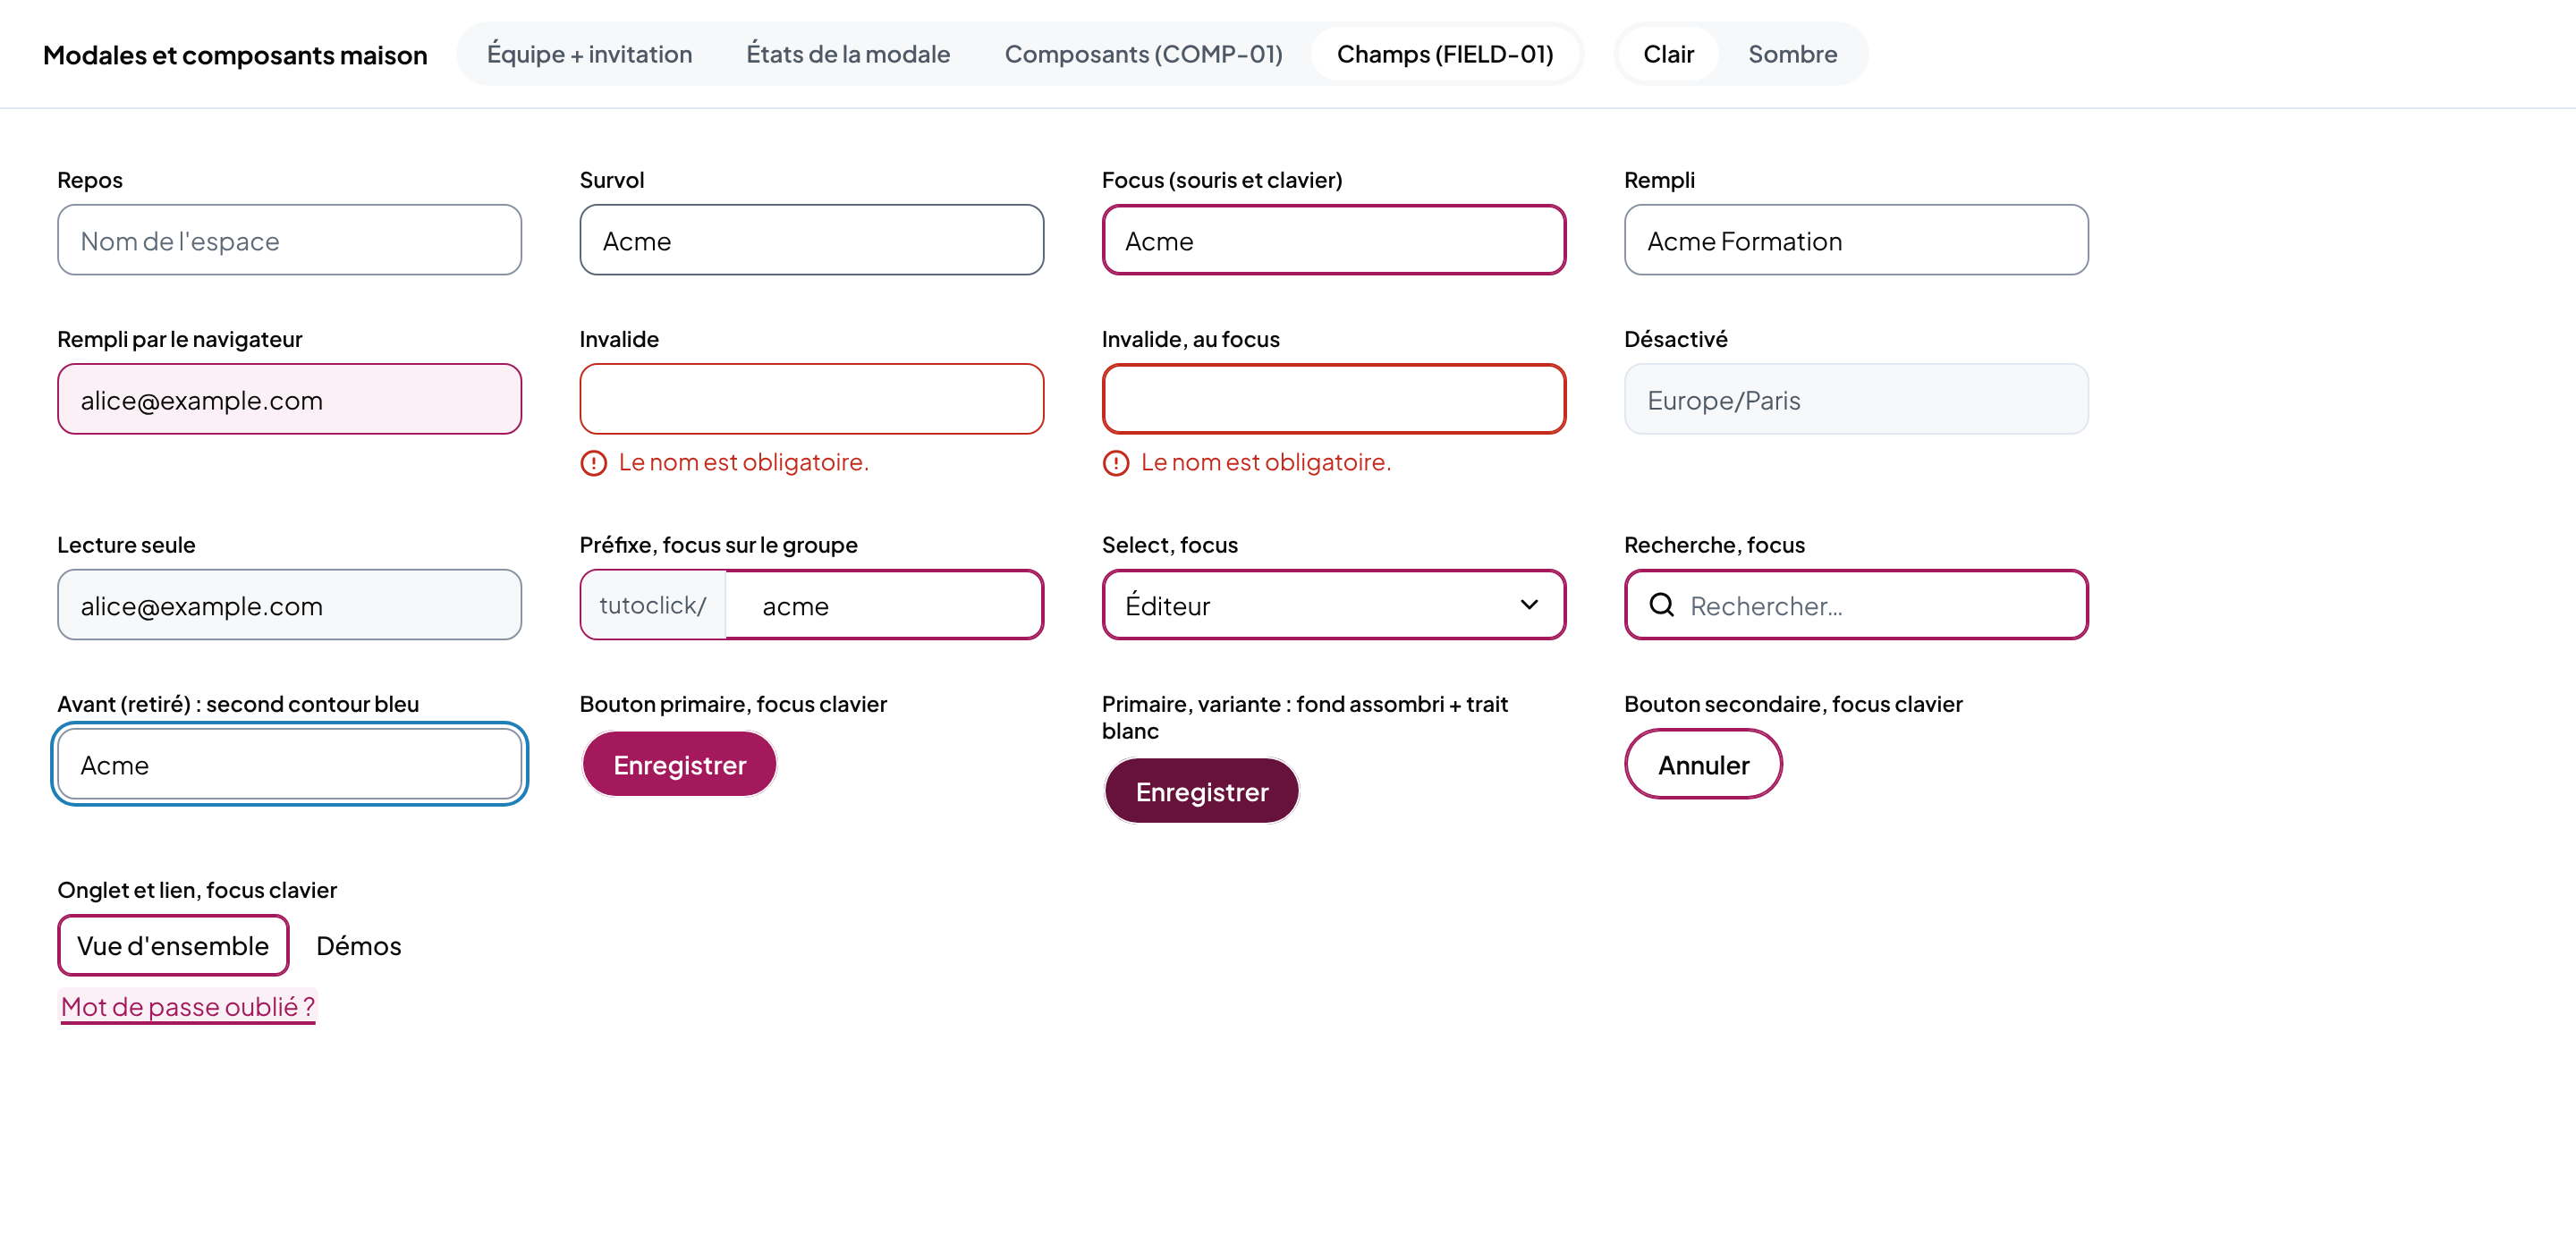 Modales et composants maison
Équipe + invitation
États de la modale
Composants (COMP-01)
Champs (FIELD-01)
Clair
Sombre
Repos
Nom de l'espace
Survol
Acme
Focus (souris et clavier)
Acme
Rempli
Acme Formation
Rempli par le navigateur
alice@example.com
Invalide
Le nom est obligatoire.
Invalide, au focus
Le nom est obligatoire.
Désactivé
Europe/Paris
Lecture seule
alice@example.com
Préfixe, focus sur le groupe
tutoclick/
acme
Select, focus
Éditeur
Recherche, focus
Rechercher...
Avant (retiré) : second contour bleu
Acme
Bouton primaire, focus clavier
Enregistrer
Primaire, variante : fond assombri + trait
blanc
Enregistrer
Bouton secondaire, focus clavier
Annuler
Onglet et lien, focus clavier
Vue d'ensemble
Démos
Mot de passe oublié ?